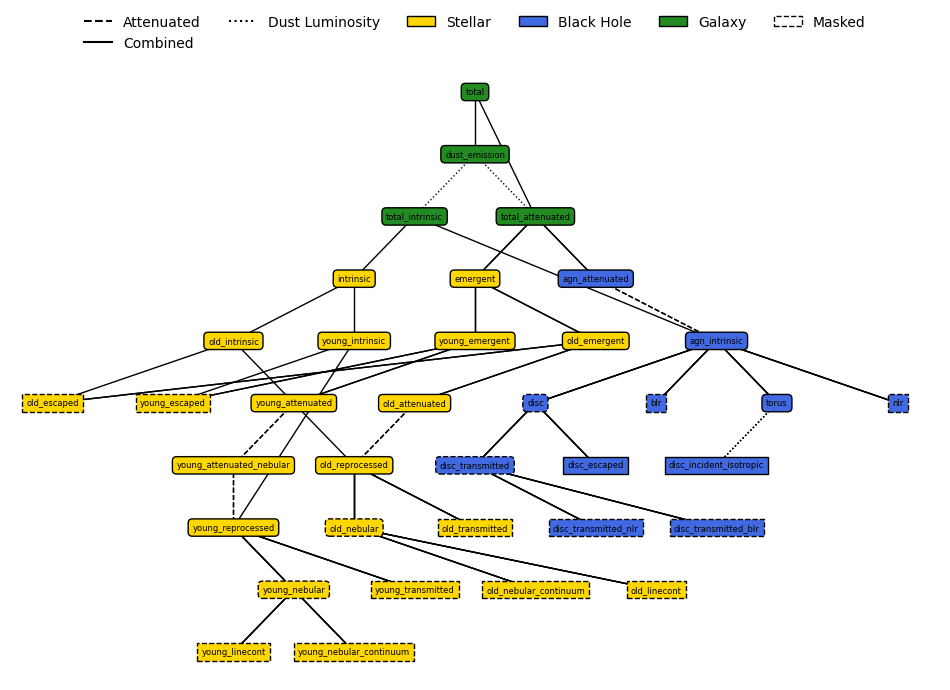 Attenuated Dust Luminosity Stellar Black Hole Galaxy Masked
Combined
total
dust_emission
total_intrinsic total_attenuated
intrinsic emergent agn_attenuated
old_intrinsic young_intrinsic young_emergent old_emergent agn_intrinsic
old_escaped young_escaped young_attenuated old_attenuated disc blr torus nlr
young_attenuated_nebular old_reprocessed disc_transmitted disc_escaped disc_incident_isotropic
young_reprocessed old_nebular old_transmitted disc_transmitted_nlr disc_transmitted_blr
young_nebular young_transmitted old_nebular_continuum old_linecont
young_linecont young_nebular_continuum